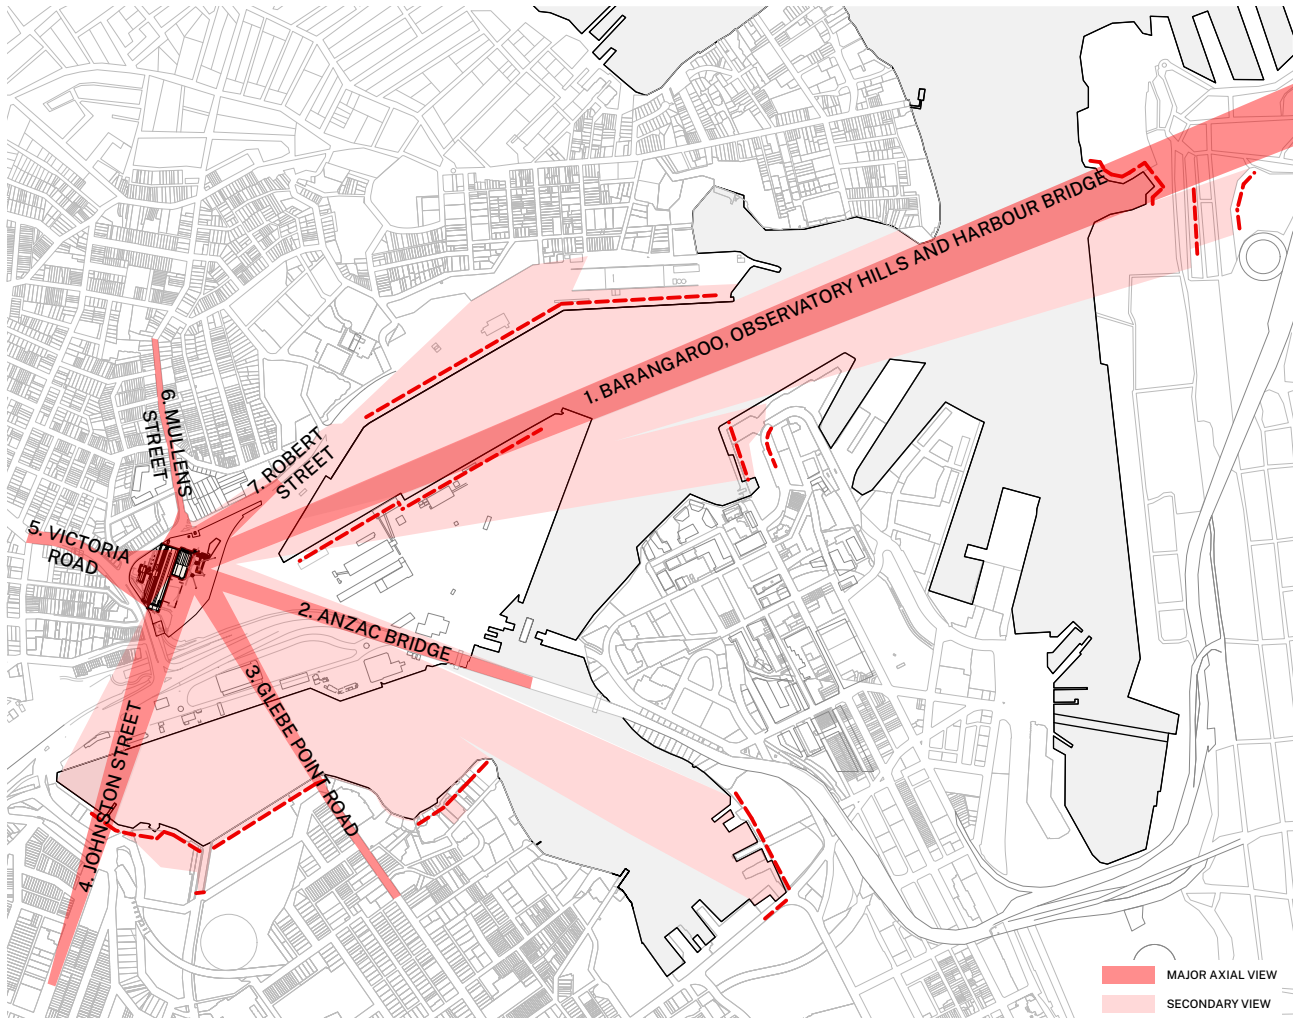 1. BARANGAROO, OBSERVATORY HILLS AND HARBOUR BRIDGE
6. MULLENS
STREET
7. ROBERT
STREET
5. VICTORIA
ROAD
2. ANZAC BRIDGE
3. GLEBE POINT ROAD
4. JOHNSTON STREET
MAJOR AXIAL VIEW
SECONDARY VIEW